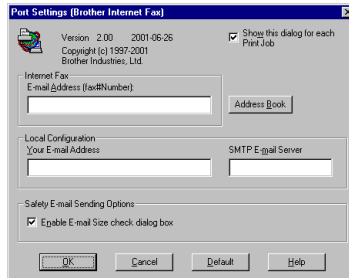 Port Settings (Brother Internet Fax)
Version 2.00 2001-06-26
Copyright (c) 1997-2001
Brother Industries, Ltd.
Show this dialog for each
Print Job
Internet Fax
E-mail Address (fax#Number):
Address Book
Local Configuration
Your E-mail Address
SMTP E-mail Server
Safety E-mail Sending Options
Enable E-mail Size check dialog box
OK
Cancel
Default
Help